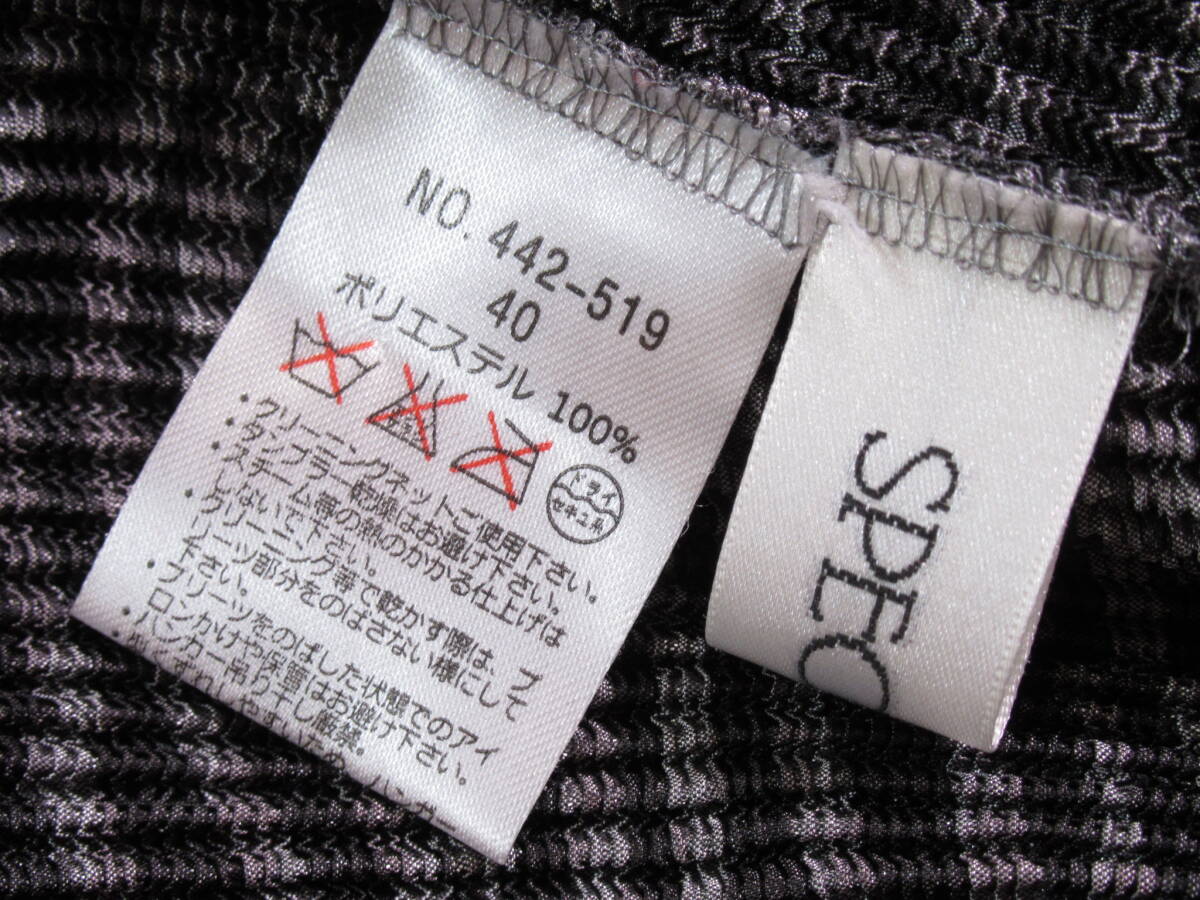 NO. 442-519
40
ポリエステル 100%
ドライ
セキユ系
・クリーニングネットご使用下さい。
・タンブラー乾燥はお避け下さい。
・スチーム等の熱のかかる仕上げは
しないで下さい。
・クリーニング等で乾かす際は、プ
リーツ部分をのばさない様にして
下さい。
・プリーツをのばした状態でのアイ
ロンかけや保管はお避け下さい。
・ハンガー吊り干し厳禁。
SPEC